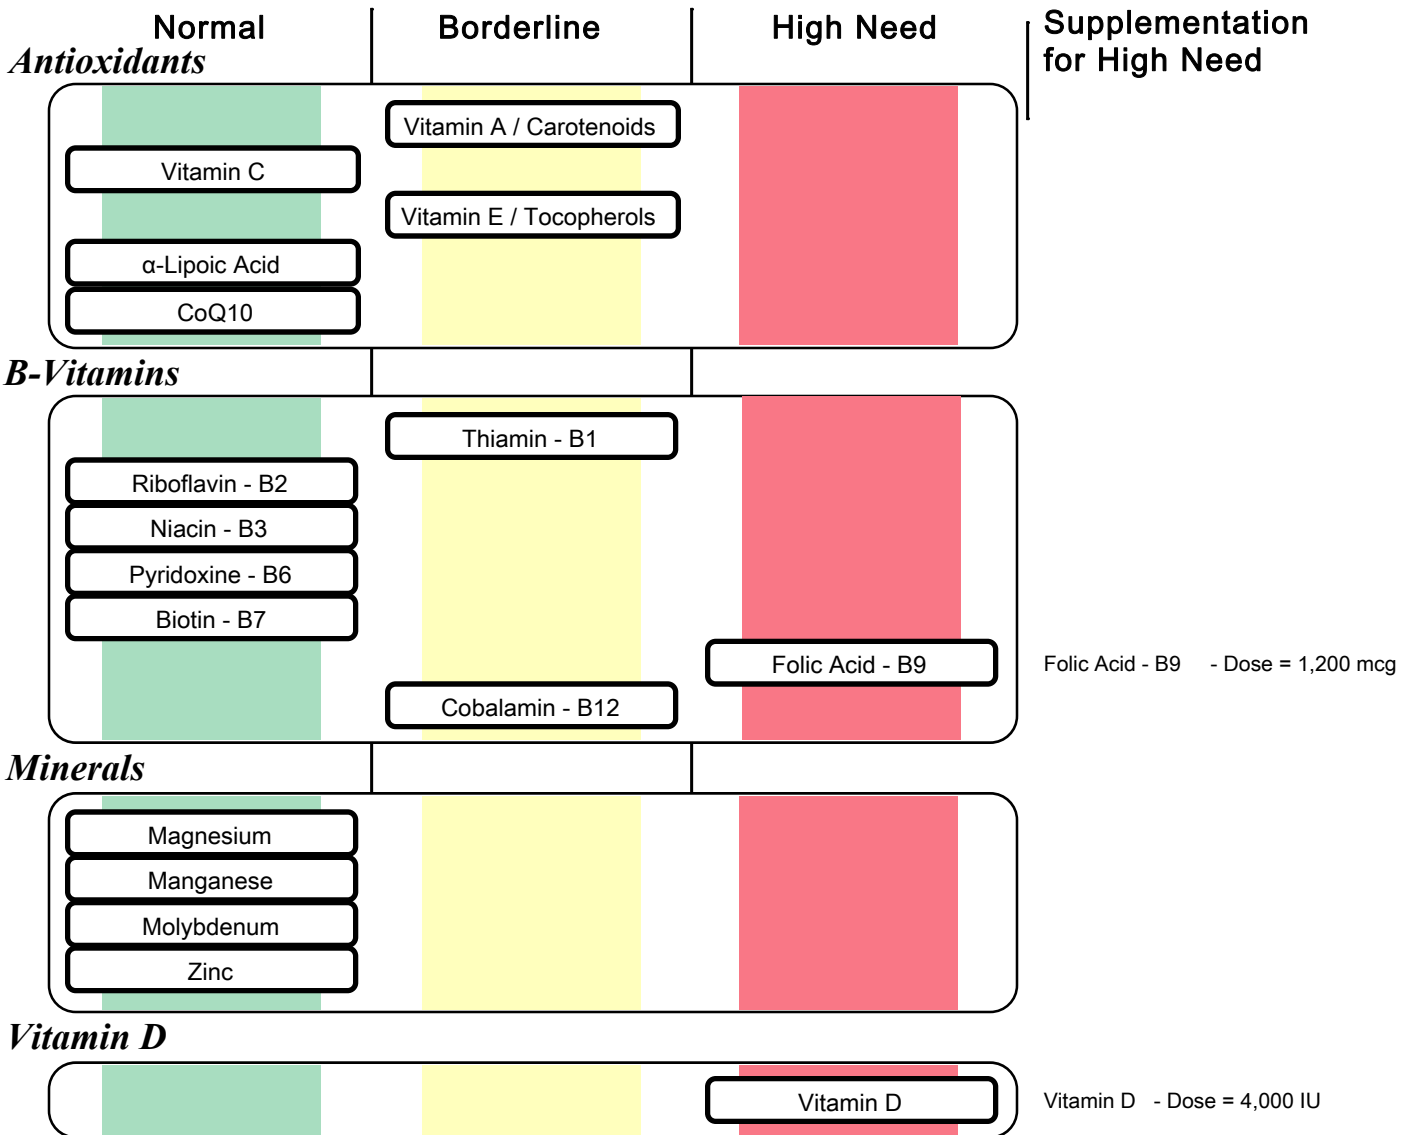 Normal
Borderline
High Need
Supplementation
for High Need
Antioxidants
Vitamin A / Carotenoids
Vitamin C
Vitamin E / Tocopherols
α-Lipoic Acid
CoQ10
B-Vitamins
Thiamin - B1
Riboflavin - B2
Niacin - B3
Pyridoxine - B6
Biotin - B7
Folic Acid - B9
Folic Acid - B9 - Dose = 1,200 mcg
Cobalamin - B12
Minerals
Magnesium
Manganese
Molybdenum
Zinc
Vitamin D
Vitamin D
Vitamin D - Dose = 4,000 IU